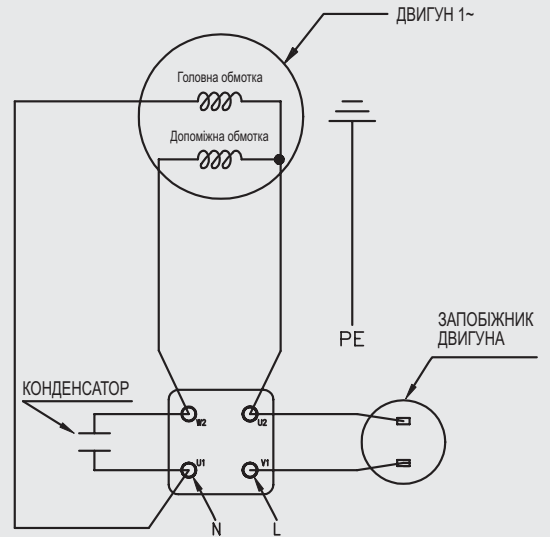 ДВИГУН 1~
Головна обмотка
Допоміжна обмотка
PE
ЗАПОБІЖНИК
ДВИГУНА
КОНДЕНСАТОР
W2
U2
U1
V1
N
L